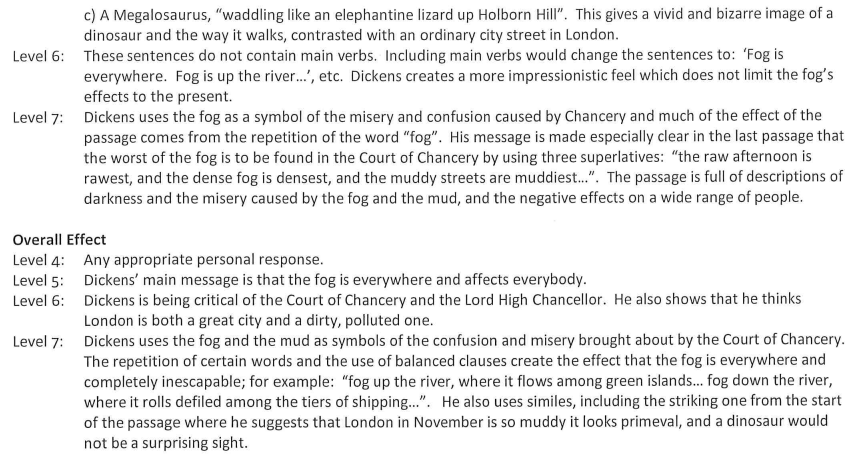 c) A Megalosaurus, “waddling like an elephantine lizard up Holborn Hill”. This gives a vivid and bizarre image of a
dinosaur and the way it walks, contrasted with an ordinary city street in London.
Level 6: These sentences do not contain main verbs. Including main verbs would change the sentences to: ‘Fog is
everywhere. Fog is up the river...’, etc. Dickens creates a more impressionistic feel which does not limit the fog’s
effects to the present.
Level 7: Dickens uses the fog as a symbol of the misery and confusion caused by Chancery and much of the effect of the
passage comes from the repetition of the word “fog”. His message is made especially clear in the last passage that
the worst of the fog is to be found in the Court of Chancery by using three superlatives: “the raw afternoon is
rawest, and the dense fog is densest, and the muddy streets are muddiest...”. The passage is full of descriptions of
darkness and the misery caused by the fog and the mud, and the negative effects on a wide range of people.
Overall Effect
Level 4: Any appropriate personal response.
Level 5: Dickens’ main message is that the fog is everywhere and affects everybody.
Level 6: Dickens is being critical of the Court of Chancery and the Lord High Chancellor. He also shows that he thinks
London is both a great city and a dirty, polluted one.
Level 7: Dickens uses the fog and the mud as symbols of the confusion and misery brought about by the Court of Chancery.
The repetition of certain words and the use of balanced clauses create the effect that the fog is everywhere and
completely inescapable; for example: “fog up the river, where it flows among green islands... fog down the river,
where it rolls defiled among the tiers of shipping...”. He also uses similes, including the striking one from the start
of the passage where he suggests that London in November is so muddy it looks primeval, and a dinosaur would
not be a surprising sight.